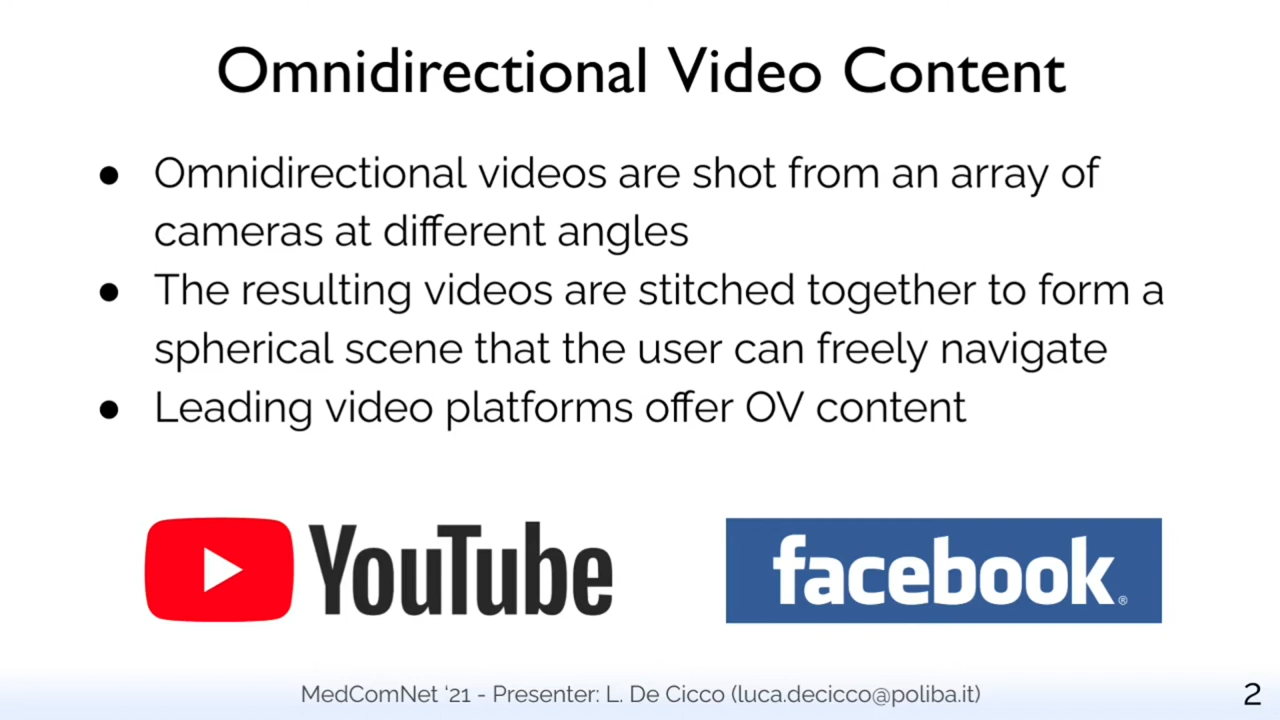 Omnidirectional Video Content
● Omnidirectional videos are shot from an array of
cameras at different angles
● The resulting videos are stitched together to form a
spherical scene that the user can freely navigate
● Leading video platforms offer OV content
YouTube
facebook®
MedComNet ‘21 - Presenter: L. De Cicco (luca.decicco@poliba.it)
2